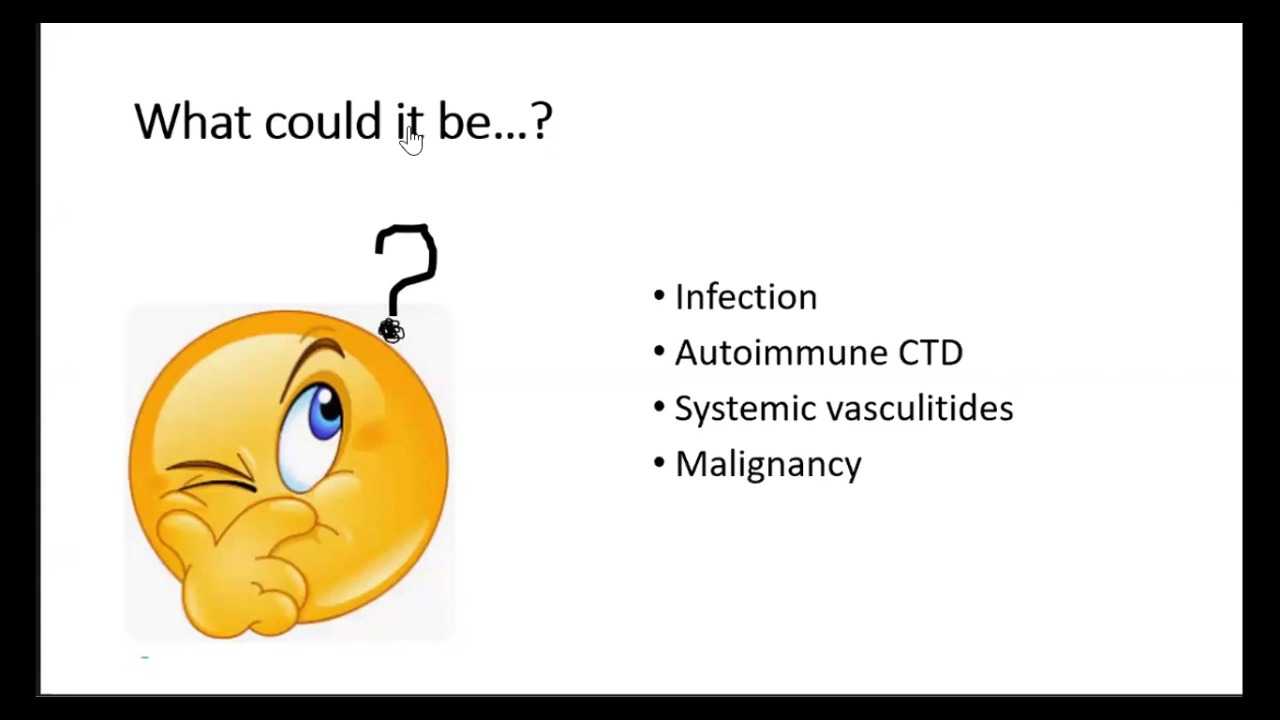 What could it be...?
?
• Infection
• Autoimmune CTD
• Systemic vasculitides
• Malignancy